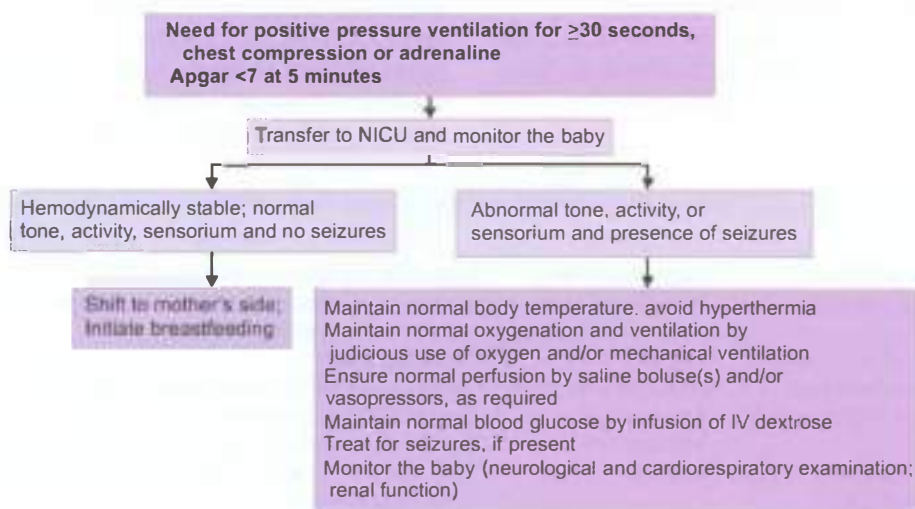 Need for positive pressure ventilation for ≥30 seconds,
chest compression or adrenaline
Apgar <7 at 5 minutes
Transfer to NICU and monitor the baby
Hemodynamically stable; normal
tone, activity, sensorium and no seizures
Abnormal tone, activity, or
sensorium and presence of seizures
Shift to mother's side;
Initiate breastfeeding
Maintain normal body temperature. avoid hyperthermia
Maintain normal oxygenation and ventilation by
judicious use of oxygen and/or mechanical ventilation
Ensure normal perfusion by saline boluse(s) and/or
vasopressors, as required
Maintain normal blood glucose by infusion of IV dextrose
Treat for seizures, if present
Monitor the baby (neurological and cardiorespiratory examination;
renal function)